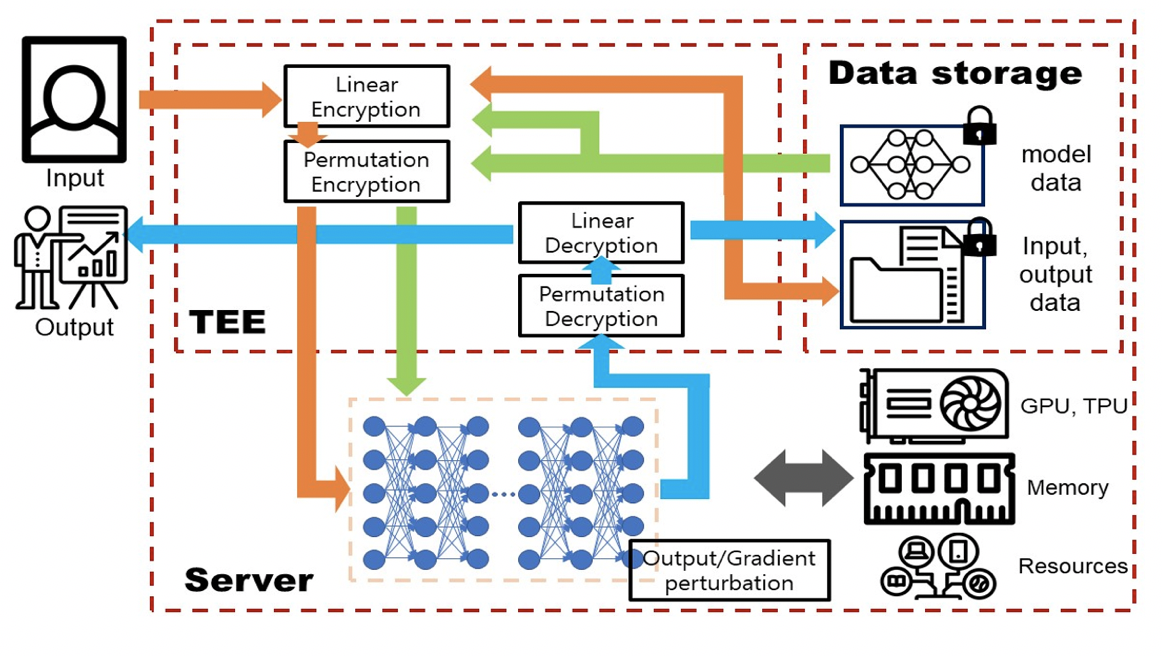 Input
Output
Linear
Encryption
Permutation
Encryption
Linear
Decryption
Permutation
Decryption
TEE
Data storage
model
data
Input,
output
data
GPU, TPU
Memory
Resources
Output/Gradient
perturbation
Server